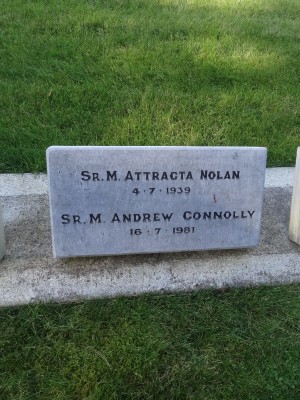 Sr. M. Attracta Nolan
4 · 7 · 1939
Sr. M. Andrew Connolly
16 · 7 · 1981